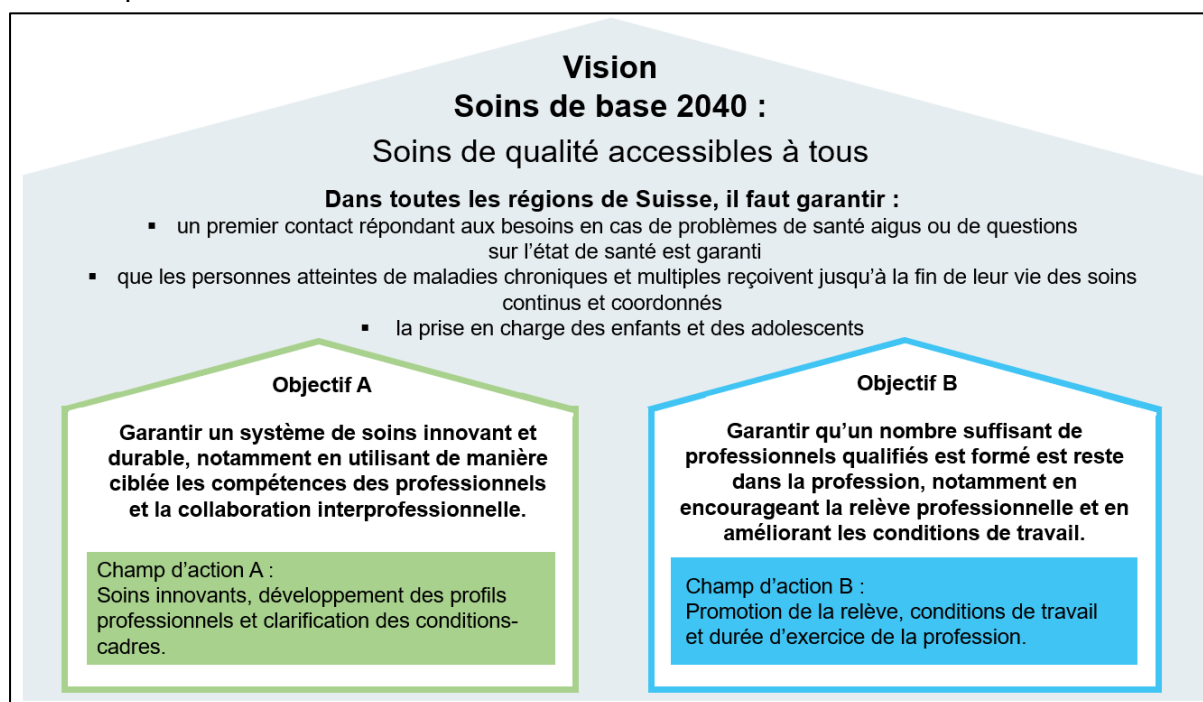 Vision
Soins de base 2040 :
Soins de qualité accessibles à tous
Dans toutes les régions de Suisse, il faut garantir :
▪ un premier contact répondant aux besoins en cas de problèmes de santé aigus ou de questions
sur l'état de santé est garanti
▪ que les personnes atteintes de maladies chroniques et multiples reçoivent jusqu'à la fin de leur vie des soins
continus et coordonnés
▪ la prise en charge des enfants et des adolescents
Objectif A
Garantir un système de soins innovant et
durable, notamment en utilisant de manière
ciblée les compétences des professionnels
et la collaboration interprofessionnelle.
Champ d'action A :
Soins innovants, développement des profils
professionnels et clarification des conditions-
cadres.
Objectif B
Garantir qu'un nombre suffisant de
professionnels qualifiés est formé est reste
dans la profession, notamment en
encourageant la relève professionnelle et en
améliorant les conditions de travail.
Champ d'action B :
Promotion de la relève, conditions de travail
et durée d'exercice de la profession.